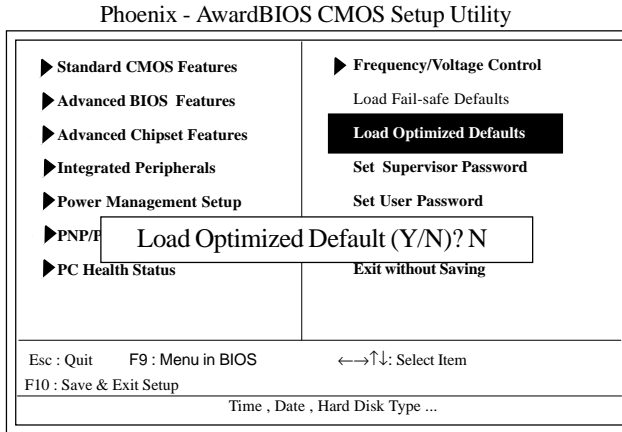 Phoenix - AwardBIOS CMOS Setup Utility
Standard CMOS Features
Advanced BIOS Features
Advanced Chipset Features
Integrated Peripherals
Power Management Setup
PNP/P
PC Health Status
Frequency/Voltage Control
Load Fail-safe Defaults
Load Optimized Defaults
Set Supervisor Password
Set User Password
Exit without Saving
Load Optimized Default (Y/N)? N
Esc : Quit F9 : Menu in BIOS ←→↑↓: Select Item
F10 : Save & Exit Setup
Time , Date , Hard Disk Type ...